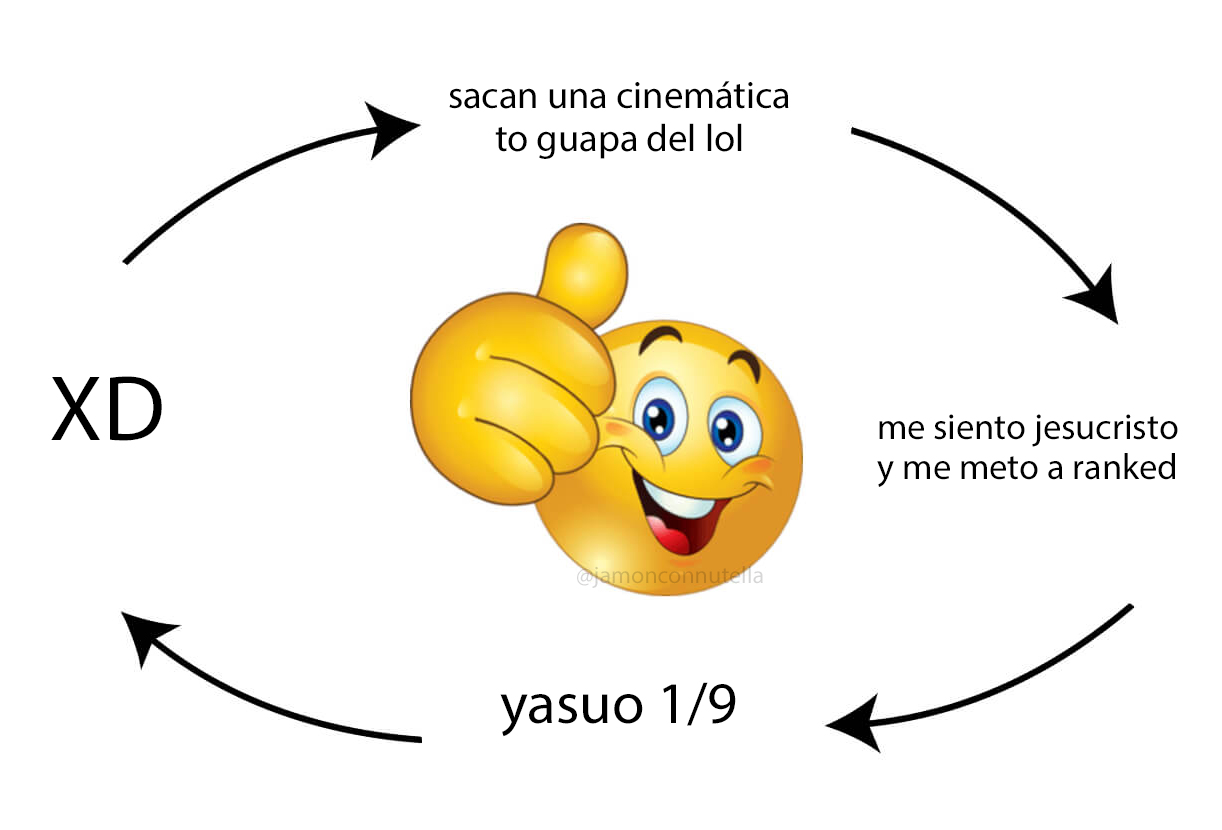 sacan una cinemática
to guapa del lol
me siento jesucristo
y me meto a ranked
yasuo 1/9
XD
@jamonconnutella